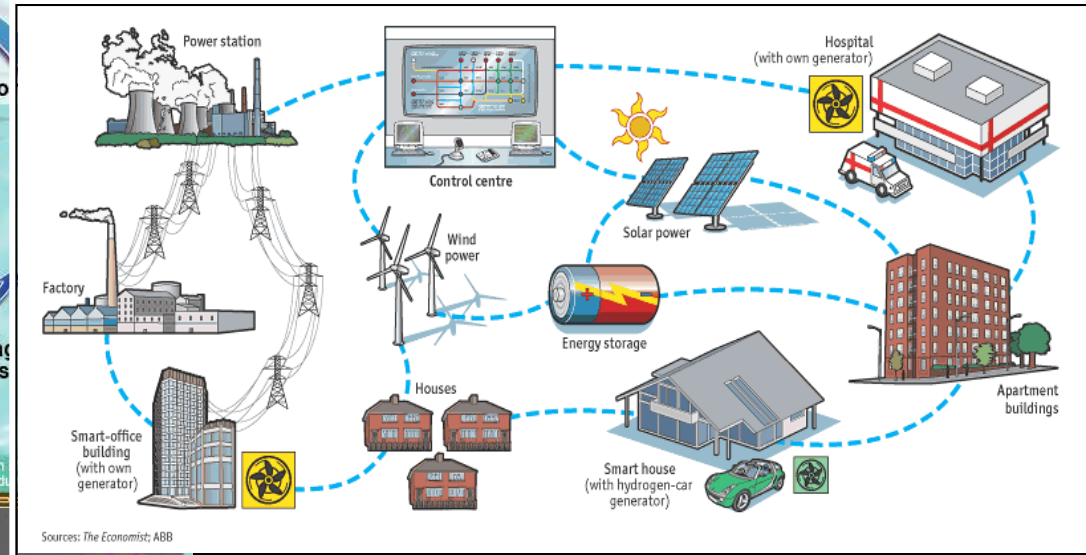 Power station
Control centre
Hospital
(with own generator)
Solar power
Wind
power
Factory
Energy storage
Houses
Apartment
buildings
Smart-office
building
(with own
generator)
Smart house
(with hydrogen-car
generator)
Sources: The Economist; ABB